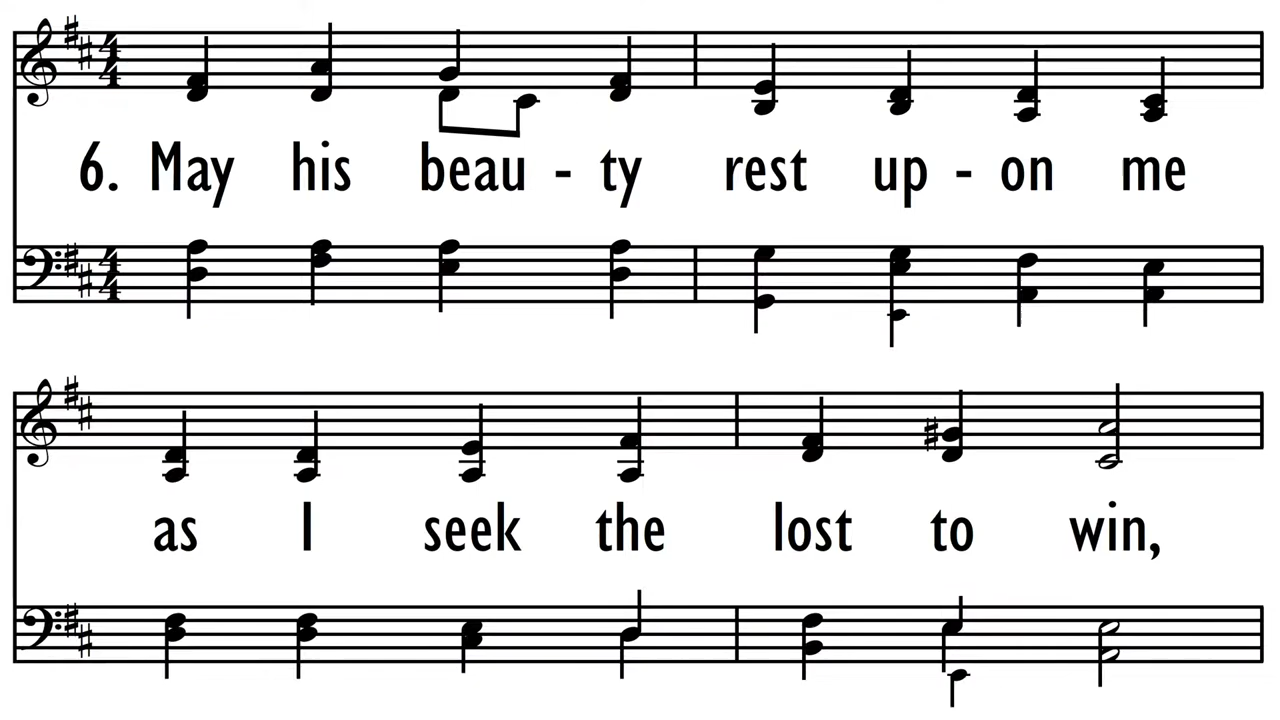 6. May his beau - ty rest up - on me
as I seek the lost to win,